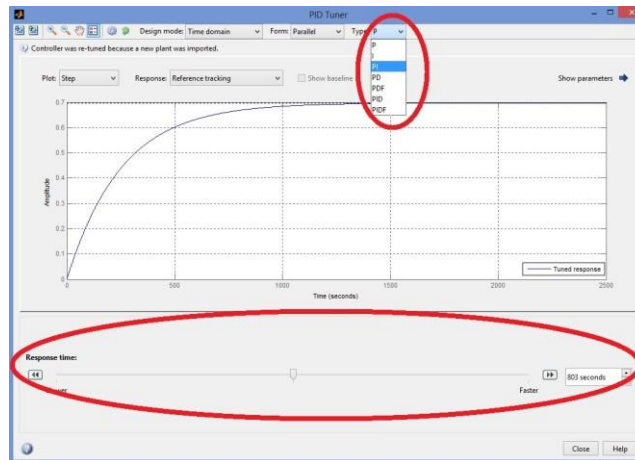 PID Tuner
Design mode: Time domain Form: Parallel Type: P
Controller was re-tuned because a new plant was imported.
P
I
PI
PD
PDF
PID
PIDF
Plot: Step Response: Reference tracking Show baseline Show parameters
0.7
0.6
0.5
0.4
0.3
0.2
0.1
0
Amplitude
Tuned response
0 500 1000 1500 2000 2500
Time (seconds)
Response time:
803 seconds
Faster
Close Help